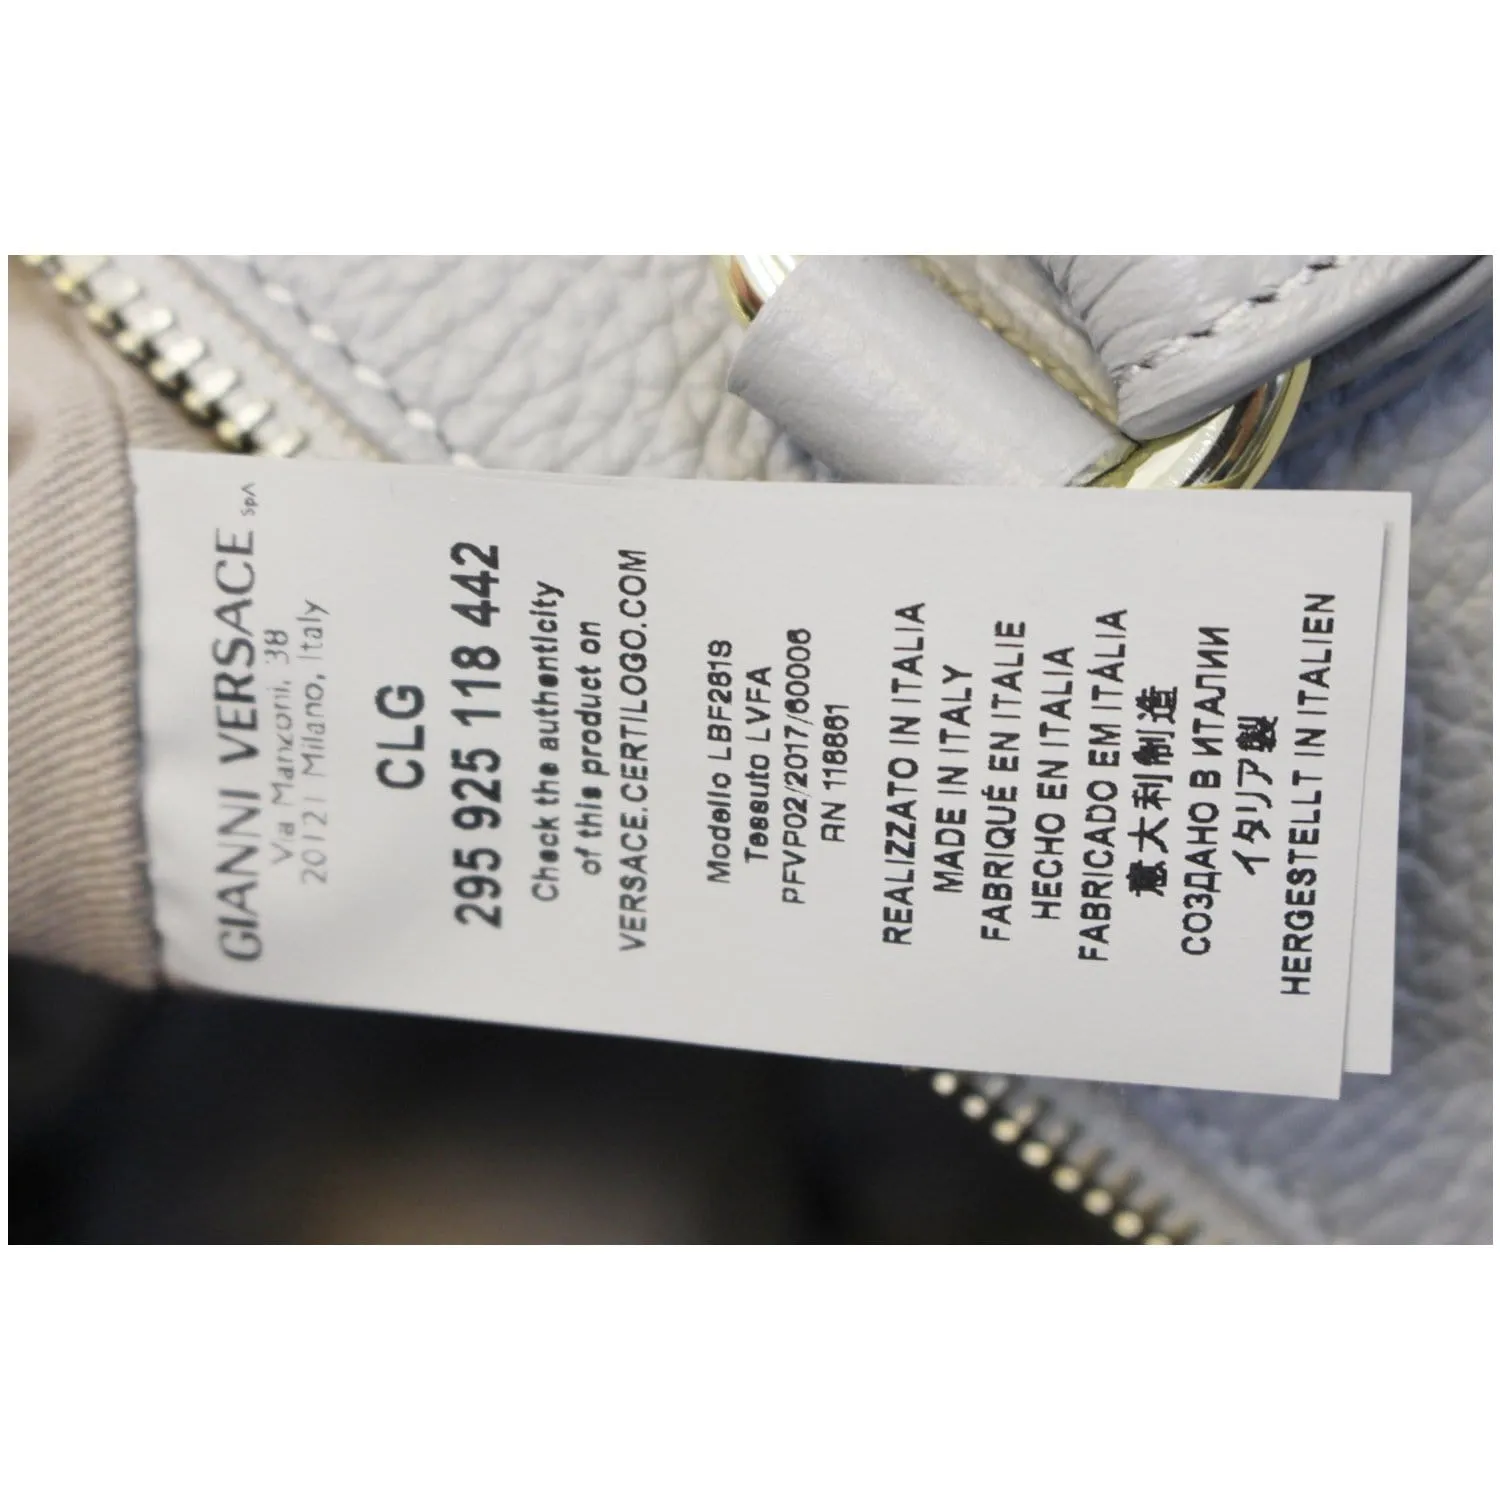 GIANNI VERSACE SpA
Via Manzoni, 38
20121 Milano, Italy
CLG
295 925 118 442
Check the authenticity
of this product on
VERSACE.CERTILOGO.COM
Modello LBF2819
Tessuto LVFA
PFVP02/2017/60006
RN 118861
REALIZZATO IN ITALIA
MADE IN ITALY
FABRIQUÉ EN ITALIE
HECHO EN ITALIA
FABRICADO EM ITÁLIA
意大利制造
СОЗДАНО В ИТАЛИИ
イタリア製
HERGESTELLT IN ITALIEN